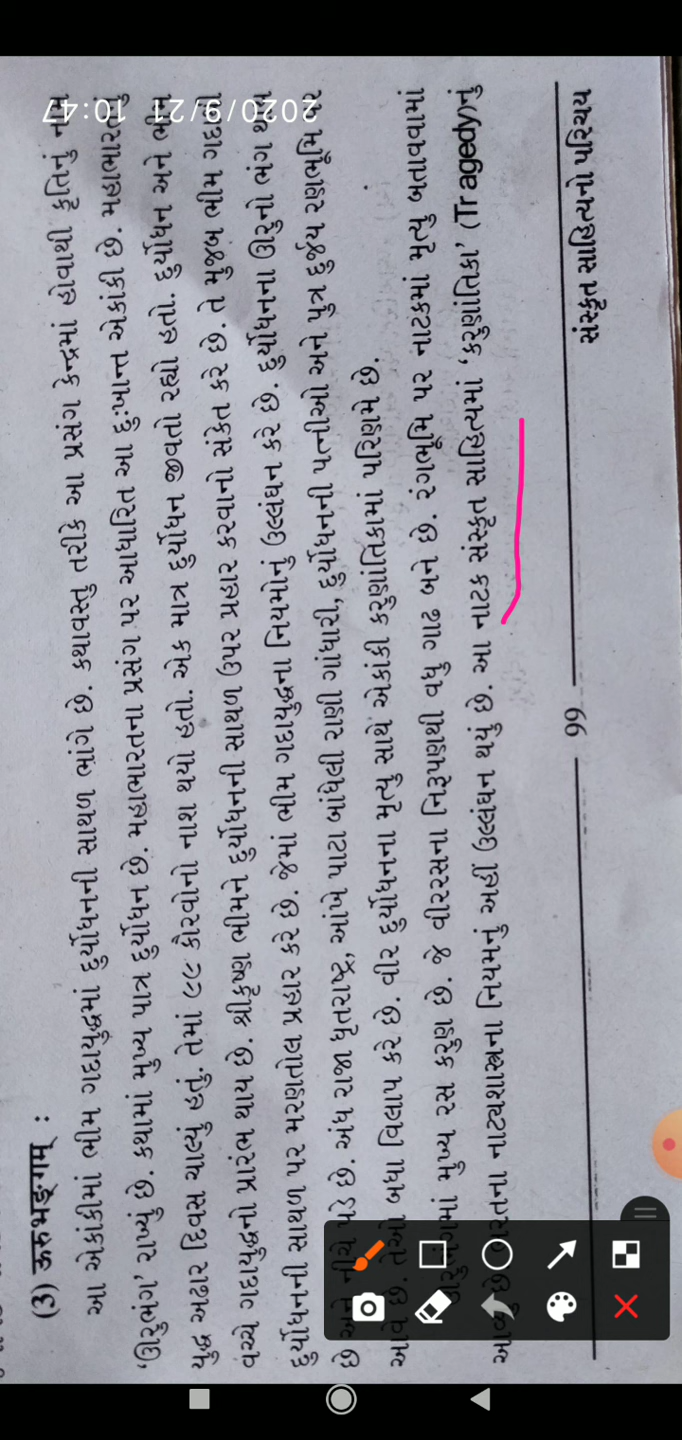 2020/9/21 10:47
(3) ऊरुभङ्गम् :
આ એકાંકીમાં ભીમ ગદાયુદ્ધમાં દુર્યોધનની સાથળ ભાંગે છે. કથાવસ્તુ તરીકે આ પ્રસંગ કેન્દ્રમાં હોવાથી કૃતિનું નામ
'ઊરુભંગ' રાખ્યું છે. કથામાં મુખ્ય પાત્ર દુર્યોધન છે. મહાભારતના પ્રસંગ પર આધારિત આ દુઃખાન્ત એકાંકી છે. મહાભારતનું
યુદ્ધ અઢાર દિવસ ચાલ્યું હતું. તેમાં ૯૯ કૌરવોનો નાશ થયો હતો. એક માત્ર દુર્યોધન જીવતો રહ્યો હતો. દુર્યોધન અને ભીમ
વચ્ચે ગદાયુદ્ધનો પ્રારંભ થાય છે. શ્રીકૃષ્ણ ભીમને દુર્યોધનની સાથળ ઉપર પ્રહાર કરવાનો સંકેત કરે છે. તે મુજબ ભીમ
દુર્યોધનની સાથળ પર મરણતોલ પ્રહાર કરે છે. જેમાં ભીમ ગદાયુદ્ધના નિયમોનું ઉલ્લંઘન કરે છે. દુર્યોધનના ઊરુનો ભંગ થાય
છે અને નીચે પડે છે. અંધ રાજા ધૃતરાષ્ટ્ર, આંખે પાટા બાંધેલી રાણી ગાંધારી, દુર્યોધનની પત્નીઓ અને પુત્ર દુર્જય રણભૂમિ પર
આવે છે. તેઓ બધા વિલાપ કરે છે. વીર દુર્યોધનના મૃત્યુ સાથે એકાંકી કરુણાંતિકામાં પરિણમે છે.
મુખ્ય રસ કરુણ છે. જે વીરરસના નિરૂપણથી વધુ ગાઢ બને છે. રંગભૂમિ પર નાટકમાં મૃત્યુ બતાવવામાં
નાટ્યશાસ્ત્રના નિયમનું અહીં ઉલ્લંઘન થયું છે. આ નાટક સંસ્કૃત સાહિત્યમાં 'કરુણાંતિકા' (Tragedy)નું
99
સંસ્કૃત સાહિત્યનો પરિચય